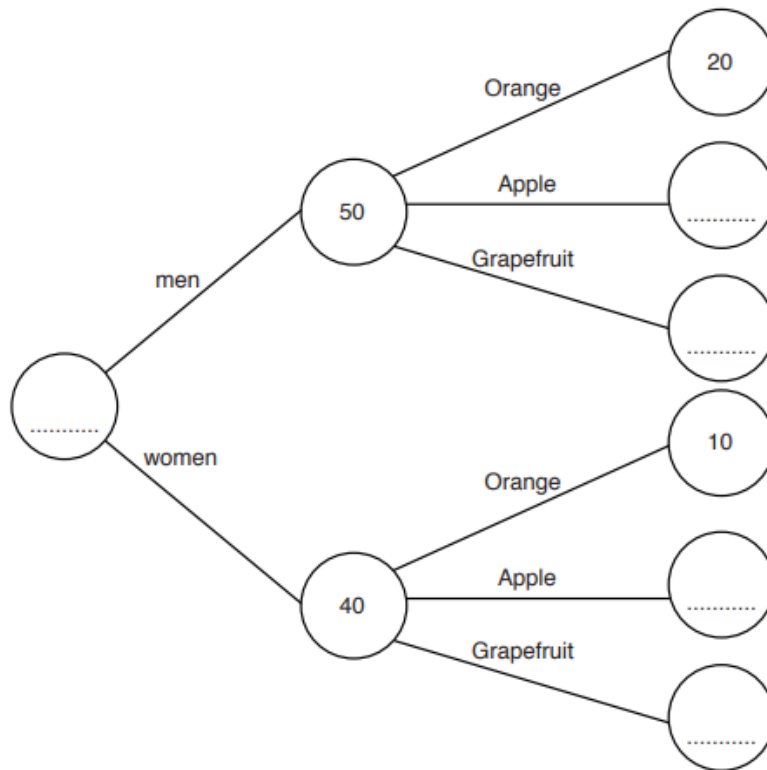 20
Orange
Apple
50
...........
Grapefruit
men
...........
...........
women
10
Orange
Apple
40
...........
Grapefruit
...........